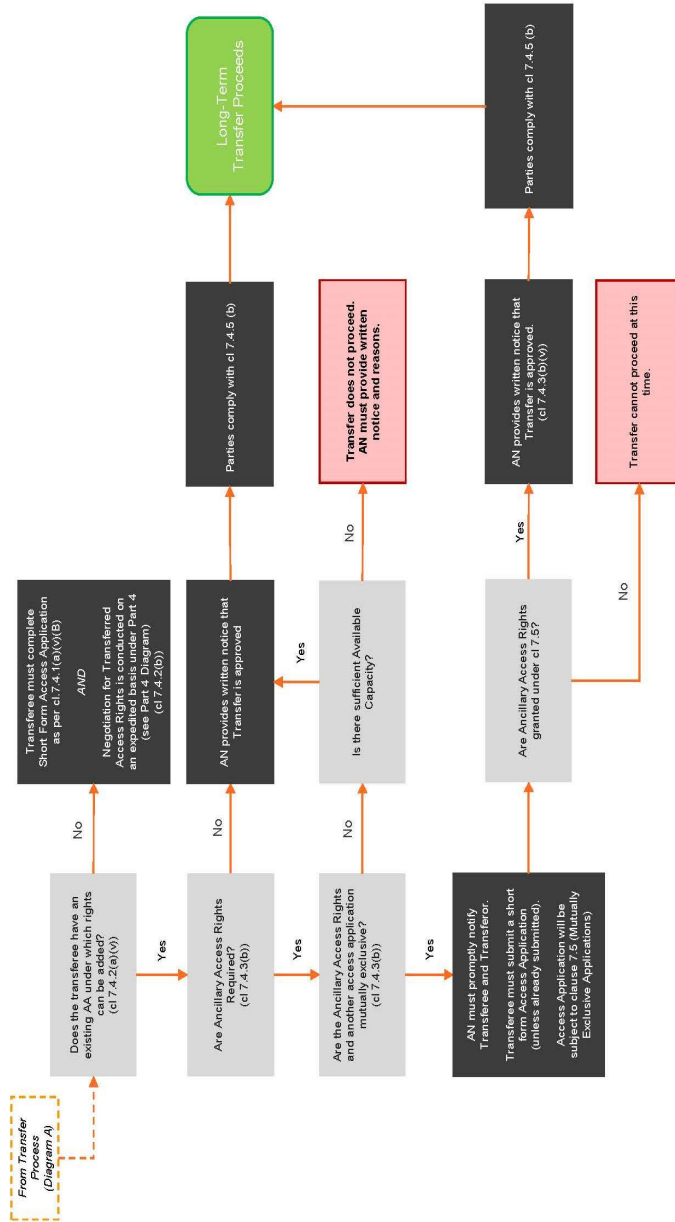 From Transfer
Process
(Diagram A)
Does the transferee have an
existing AA under which rights
can be added?
(cl 7.4.2(a)(v))
No
Transferee must complete
Short Form Access Application
as per cl.7.4.1(a)(v)(B)
AND
Negotiation for Transferred
Access Rights is conducted on
an expedited basis under Part 4
(see Part 4 Diagram)
(cl 7.4.2(b))
Yes
Are Ancillary Access Rights
Required?
(cl 7.4.3(b))
No
AN provides written notice that
Transfer is approved
Parties comply with cl 7.4.5 (b)
Long-Term
Transfer Proceeds
Yes
Yes
Are the Ancillary Access Rights
and another access application
mutually exclusive?
(cl 7.4.3(b))
No
Is there sufficient Available
Capacity?
No
Transfer does not proceed.
AN must provide written
notice and reasons.
Yes
AN must promptly notify
Transferee and Transferor.
Transferee must submit a short
form Access Application
(unless already submitted).
Access Application will be
subject to clause 7.5 (Mutually
Exclusive Applications)
Are Ancillary Access Rights
granted under cl 7.5?
Yes
AN provides written notice that
Transfer is approved.
(cl 7.4.3(b)(v))
Parties comply with cl 7.4.5 (b)
No
Transfer cannot proceed at this
time.